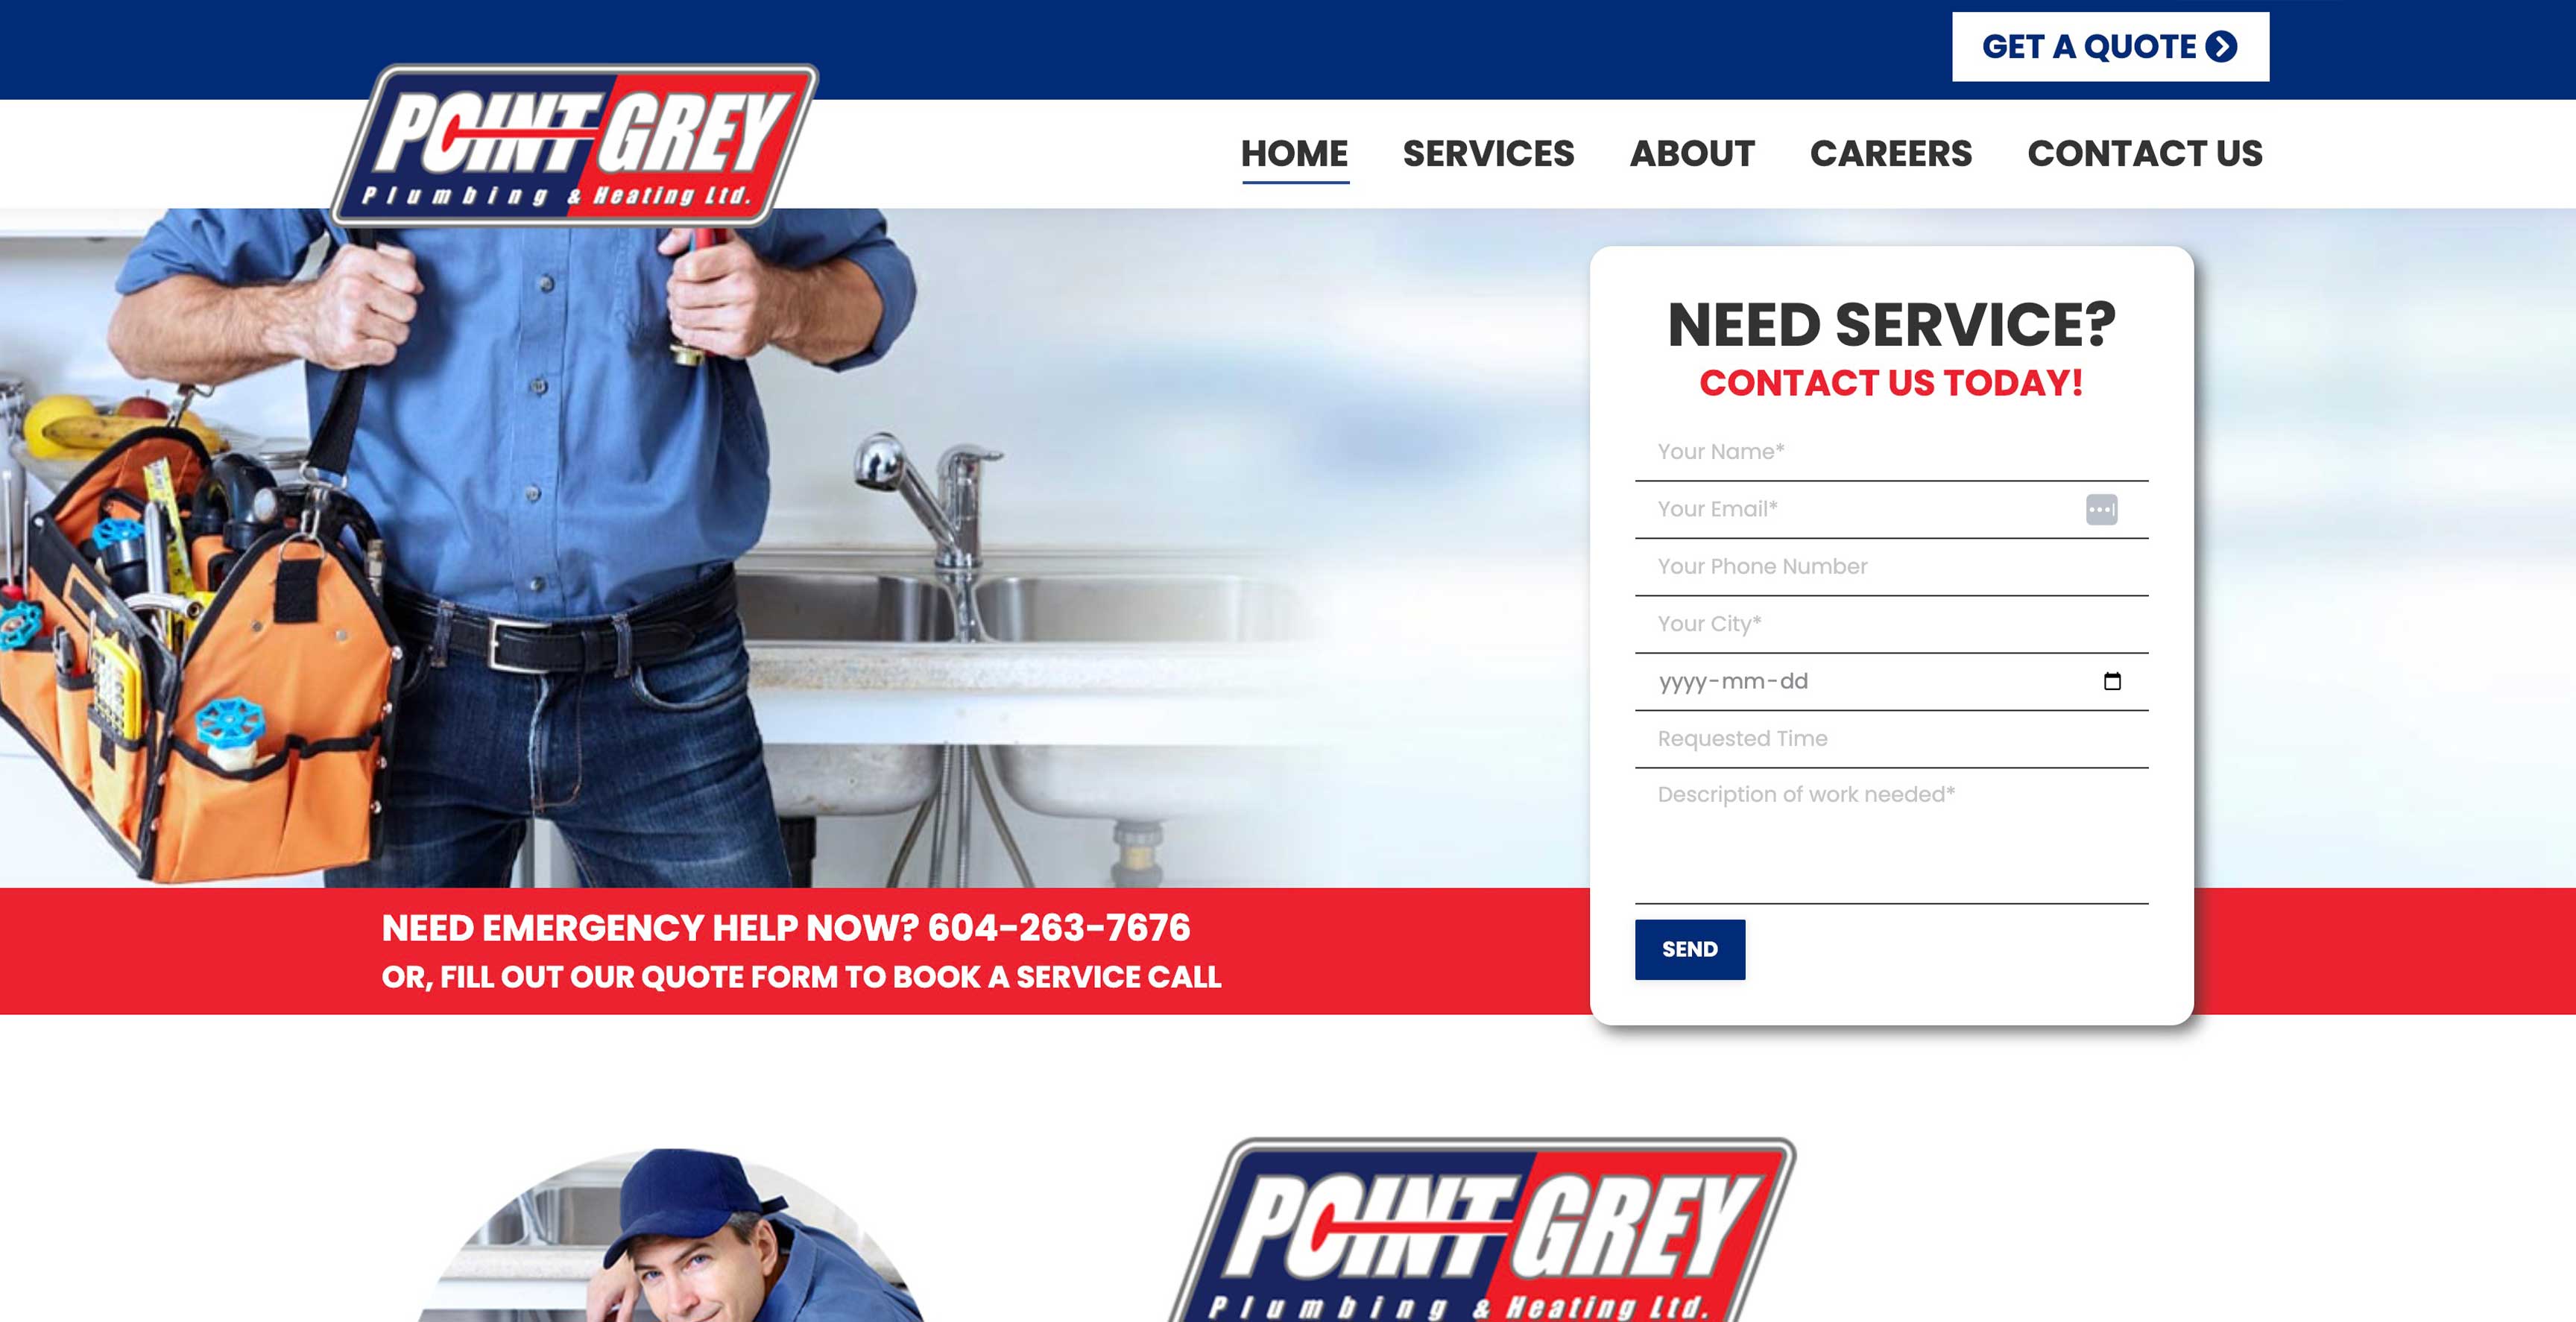 GET A QUOTE
POINT GREY
Plumbing & Heating Ltd.
HOME SERVICES ABOUT CAREERS CONTACT US
NEED SERVICE?
CONTACT US TODAY!
Your Name*
Your Email*
Your Phone Number
Your City*
yyyy-mm-dd
Requested Time
Description of work needed*
SEND
NEED EMERGENCY HELP NOW? 604-263-7676
OR, FILL OUT OUR QUOTE FORM TO BOOK A SERVICE CALL
POINT GREY
Plumbing & Heating Ltd.